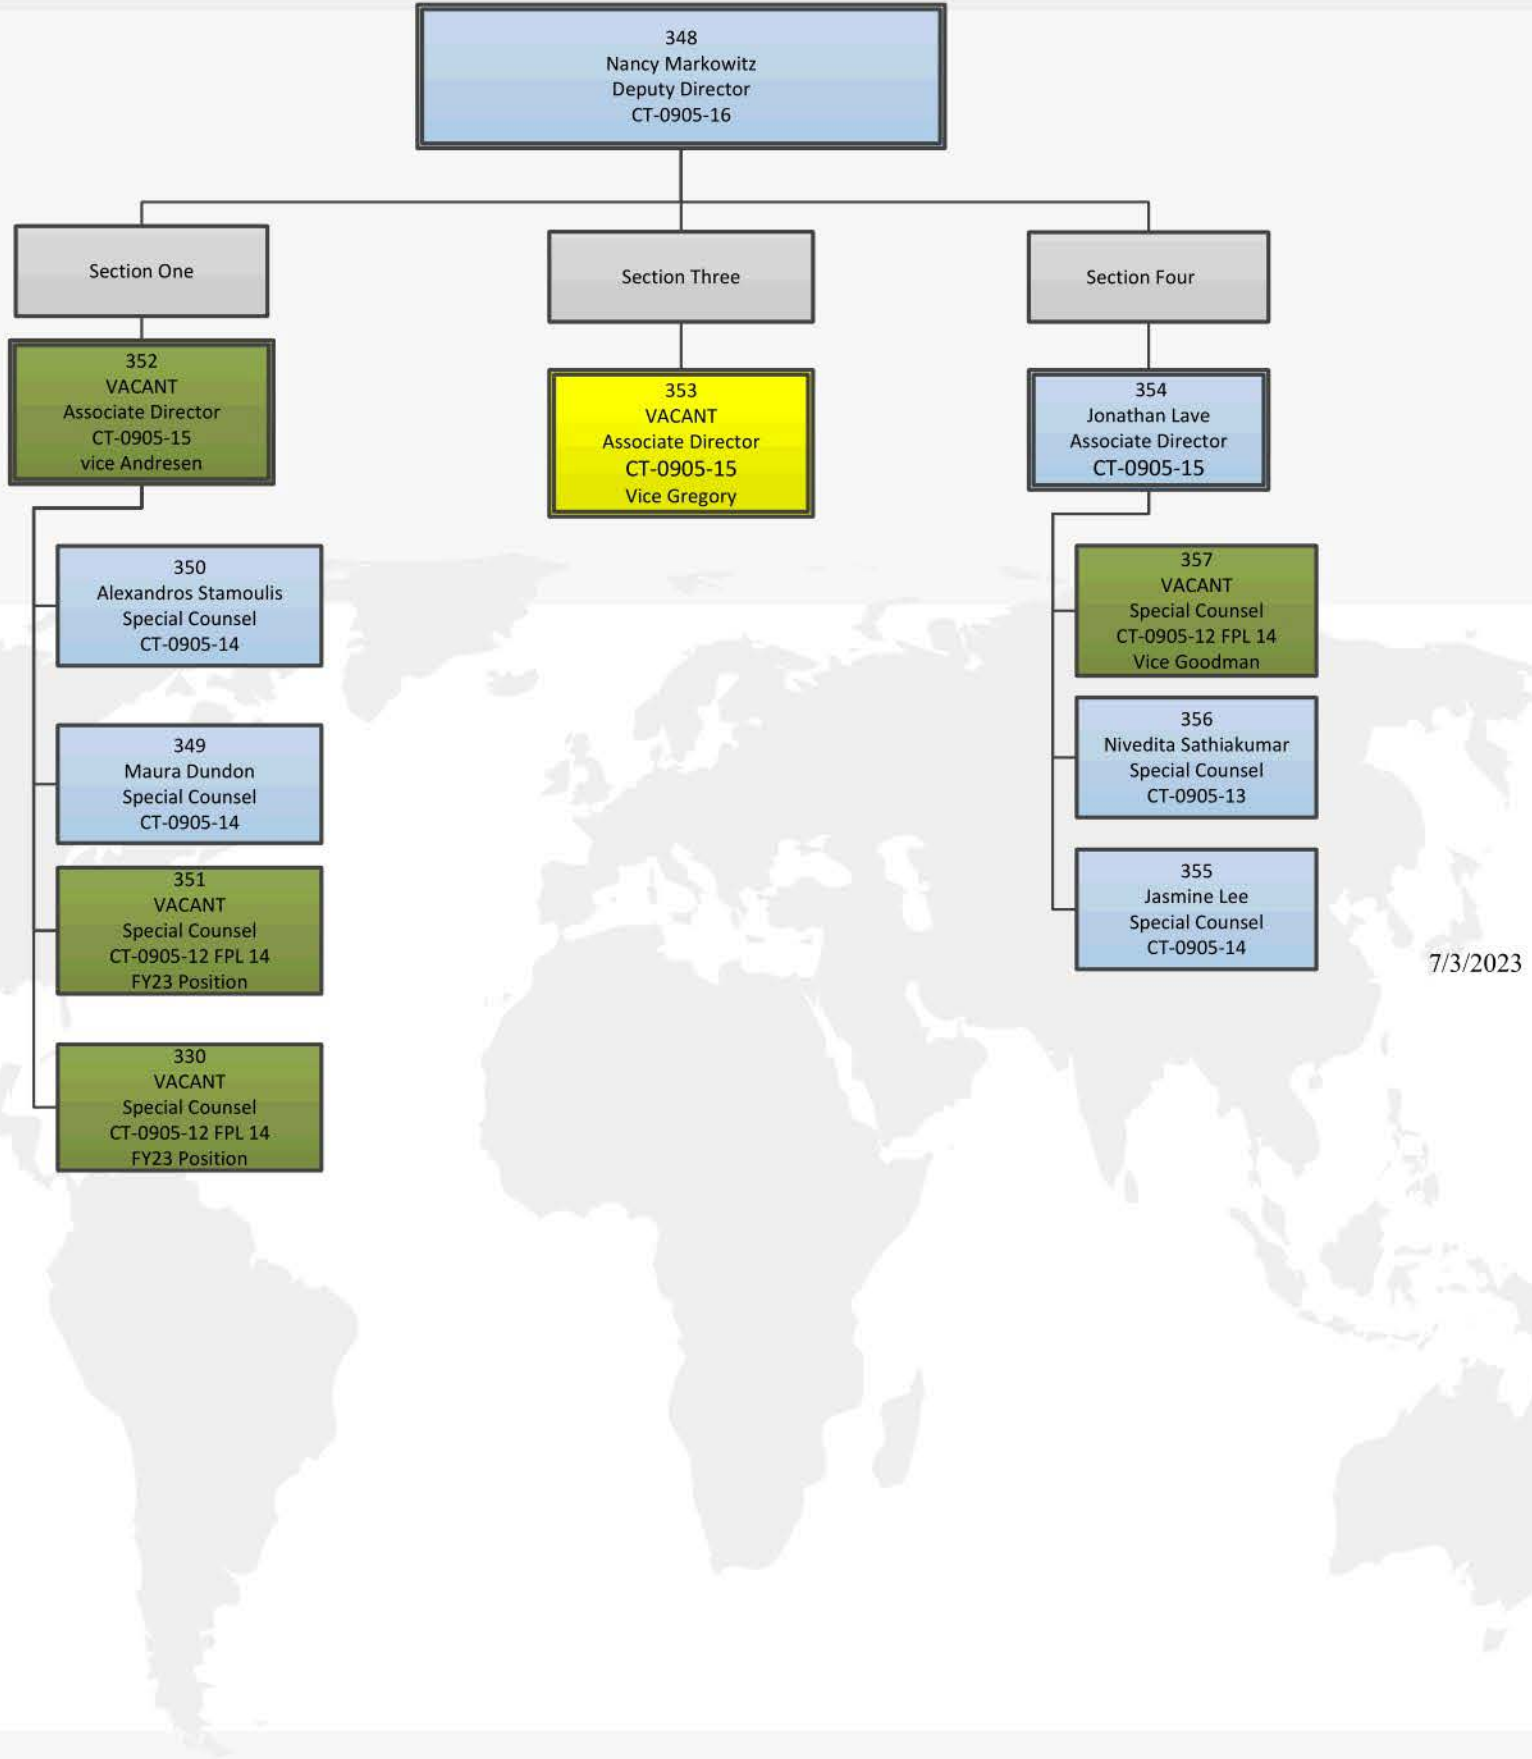 348
Nancy Markowitz
Deputy Director
CT-0905-16
Section One
352
VACANT
Associate Director
CT-0905-15
vice Andresen
350
Alexandros Stamoulis
Special Counsel
CT-0905-14
349
Maura Dundon
Special Counsel
CT-0905-14
351
VACANT
Special Counsel
CT-0905-12 FPL 14
FY23 Position
330
VACANT
Special Counsel
CT-0905-12 FPL 14
FY23 Position
Section Three
353
VACANT
Associate Director
CT-0905-15
Vice Gregory
Section Four
354
Jonathan Lave
Associate Director
CT-0905-15
357
VACANT
Special Counsel
CT-0905-12 FPL 14
Vice Goodman
356
Nivedita Sathiakumar
Special Counsel
CT-0905-13
355
Jasmine Lee
Special Counsel
CT-0905-14
7/3/2023